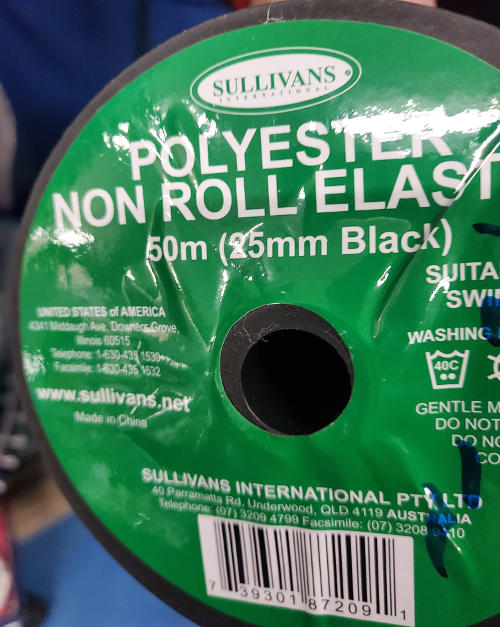 SULLIVANS
INTERNATIONAL
POLYESTER
NON ROLL ELAST
50m (25mm Black)
SUITA
SWI
UNITED STATES of AMERICA
4341 Middaugh Ave, Downers Grove,
Illinois 60515
Telephone: 1-630-435 1530
Facsimile: 1-630-435 1632
www.sullivans.net
Made in China
WASHING
40C
GENTLE M
DO NOT
DO NO
CO
SULLIVANS INTERNATIONAL PTY LTD
40 Parramatta Rd, Underwood, QLD 4119 AUSTRALIA
Telephone: (07) 3209 4799 Facsimile: (07) 3208
7 39301 87209 1